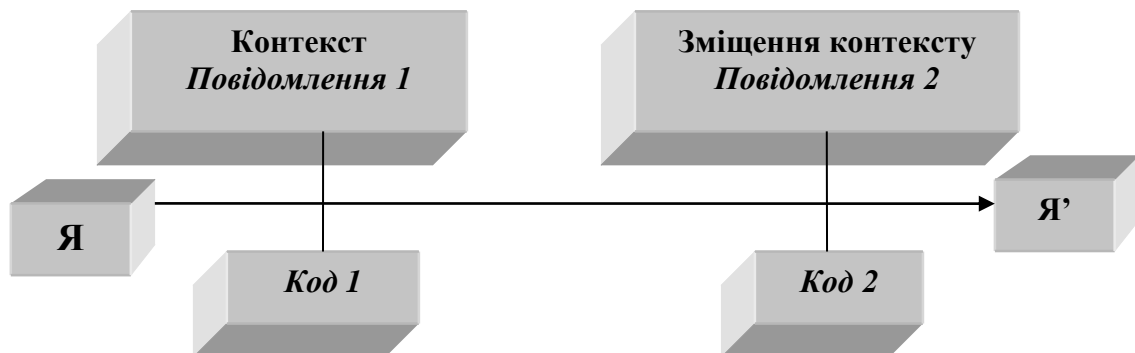 Контекст
Повідомлення 1
Зміщення контексту
Повідомлення 2
Я
Я’
Код 1
Код 2